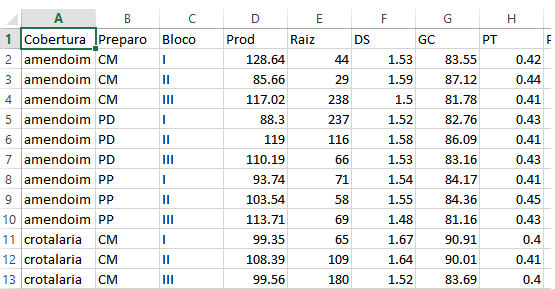 A B C D E F G H
1 Cobertura Preparo Bloco Prod Raiz DS GC PT
2 amendoim CM I 128.64 44 1.53 83.55 0.42
3 amendoim CM II 85.66 29 1.59 87.12 0.44
4 amendoim CM III 117.02 238 1.5 81.78 0.41
5 amendoim PD I 88.3 237 1.52 82.76 0.43
6 amendoim PD II 119 116 1.58 86.09 0.41
7 amendoim PD III 110.19 66 1.53 83.16 0.43
8 amendoim PP I 93.74 71 1.54 84.17 0.41
9 amendoim PP II 103.54 58 1.55 84.36 0.45
10 amendoim PP III 113.71 69 1.48 81.16 0.43
11 crotalaria CM I 99.35 65 1.67 90.91 0.4
12 crotalaria CM II 108.39 109 1.64 90.01 0.41
13 crotalaria CM III 99.56 180 1.52 83.69 0.4